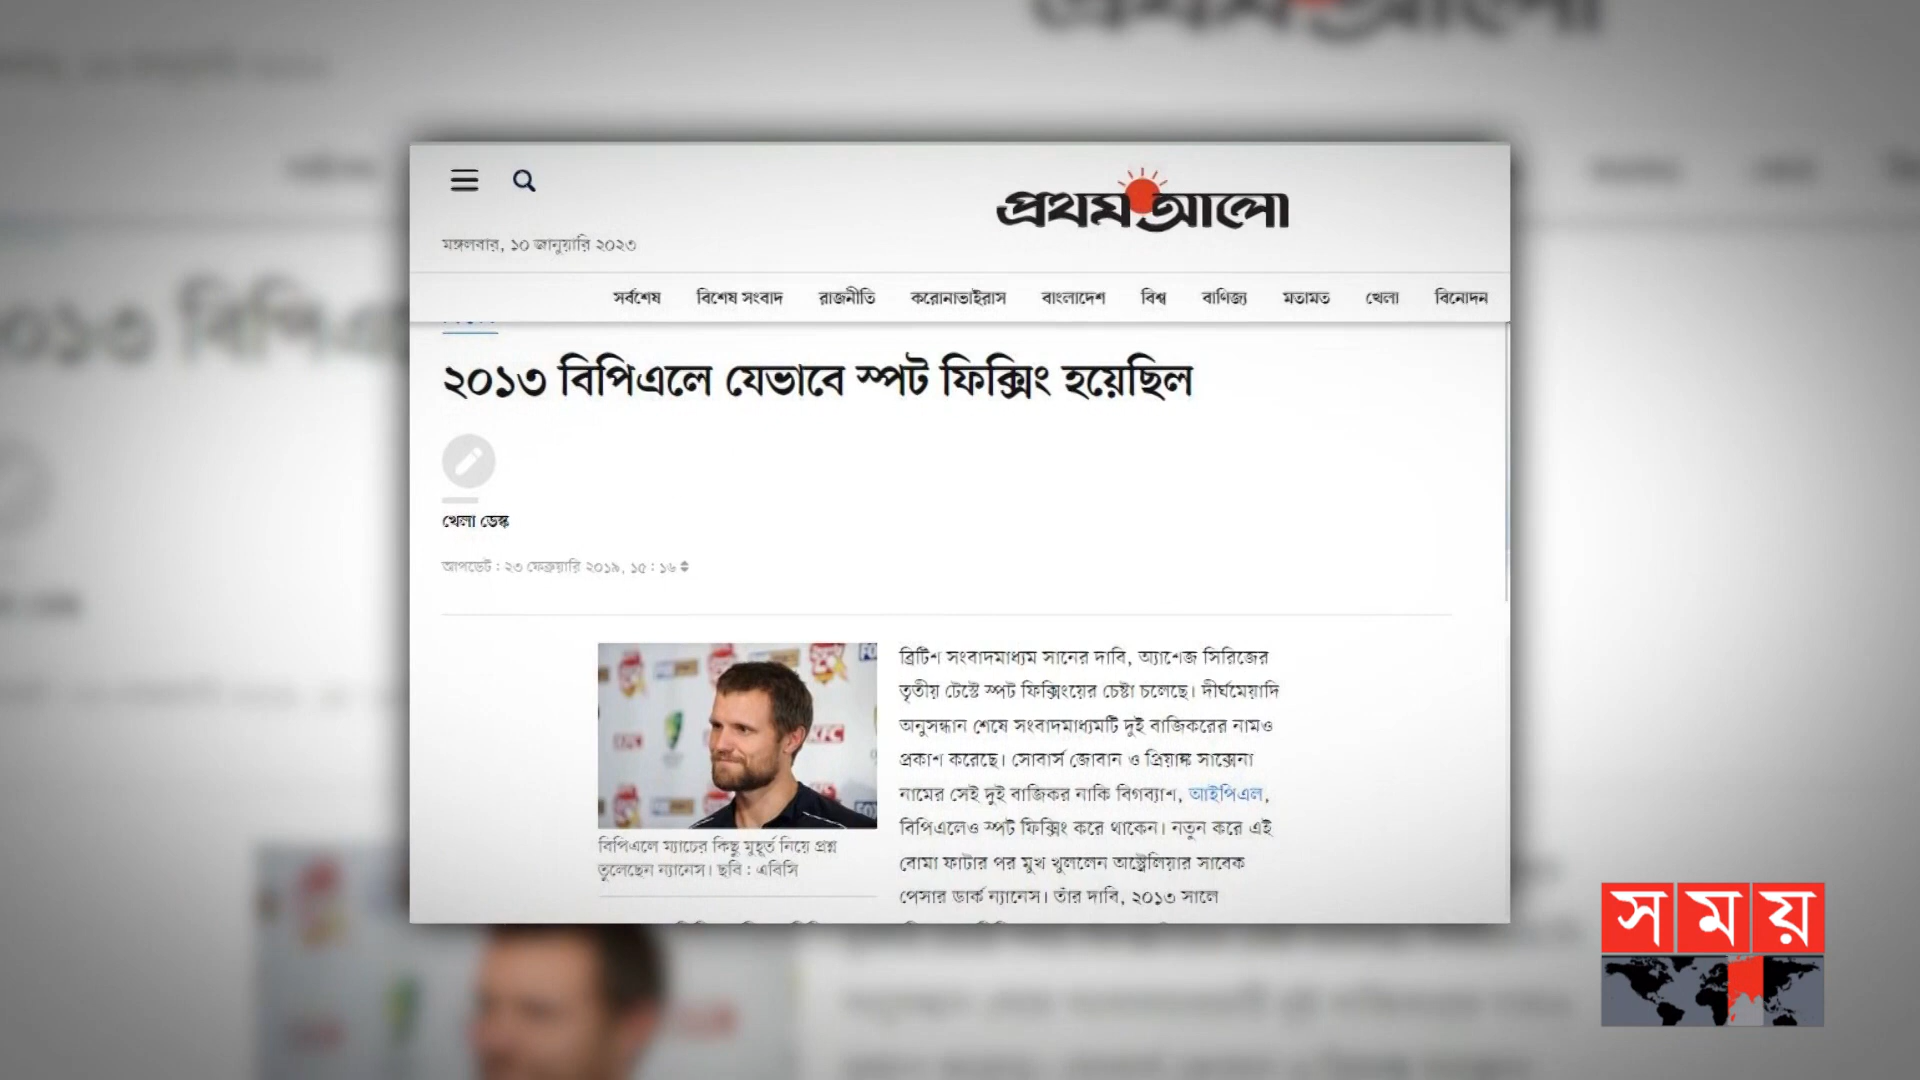 প্রথম আলো
মঙ্গলবার, ১০ জানুয়ারি ২০২৩
সর্বশেষ বিশেষ সংবাদ রাজনীতি করোনাভাইরাস বাংলাদেশ বিশ্ব বাণিজ্য মতামত খেলা বিনোদন
২০১৩ বিপিএলে যেভাবে স্পট ফিক্সিং হয়েছিল
খেলা ডেস্ক
আপডেট : ২৩ ফেব্রুয়ারি ২০১৯, ১৫ : ১৬
বিপিএলে ম্যাচের কিছু মুহূর্ত নিয়ে প্রশ্ন
তুলেছেন ন্যানেস। ছবি : এবিসি
ব্রিটিশ সংবাদমাধ্যম সানের দাবি, অ্যাশেজ সিরিজের
তৃতীয় টেস্টে স্পট ফিক্সিংয়ের চেষ্টা চলেছে। দীর্ঘমেয়াদি
অনুসন্ধান শেষে সংবাদমাধ্যমটি দুই বাজিকরের নামও
প্রকাশ করেছে। সোবার্স জোবান ও প্রিয়াঙ্ক সাক্সেনা
নামের সেই দুই বাজিকর নাকি বিগব্যাশ, আইপিএল,
বিপিএলেও স্পট ফিক্সিং করে থাকেন। নতুন করে এই
বোমা ফাটার পর মুখ খুললেন অস্ট্রেলিয়ার সাবেক
পেসার ডার্ক ন্যানেস। তাঁর দাবি, ২০১৩ সালে
সময়